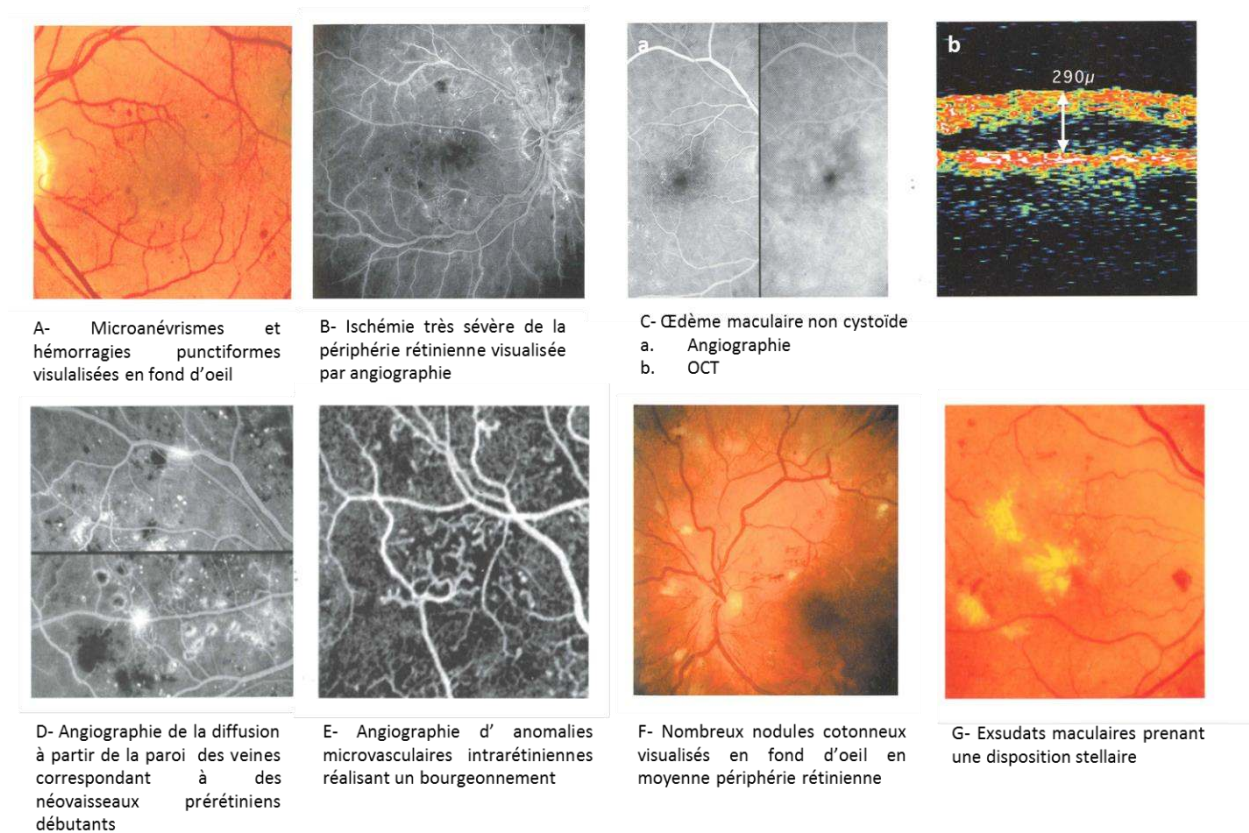 a
b
290µ
A- Microanévrismes et
hémorragies punctiformes
visulalisées en fond d'oeil
B- Ischémie très sévère de la
périphérie rétinienne visualisée
par angiographie
C- Œdème maculaire non cystoïde
a. Angiographie
b. OCT
D- Angiographie de la diffusion
à partir de la paroi des veines
correspondant à des
néovaisseaux prérétiniens
débutants
E- Angiographie d' anomalies
microvasculaires intrarétiniennes
réalisant un bourgeonnement
F- Nombreux nodules cotonneux
visualisés en fond d'oeil en
moyenne périphérie rétinienne
G- Exsudats maculaires prenant
une disposition stellaire